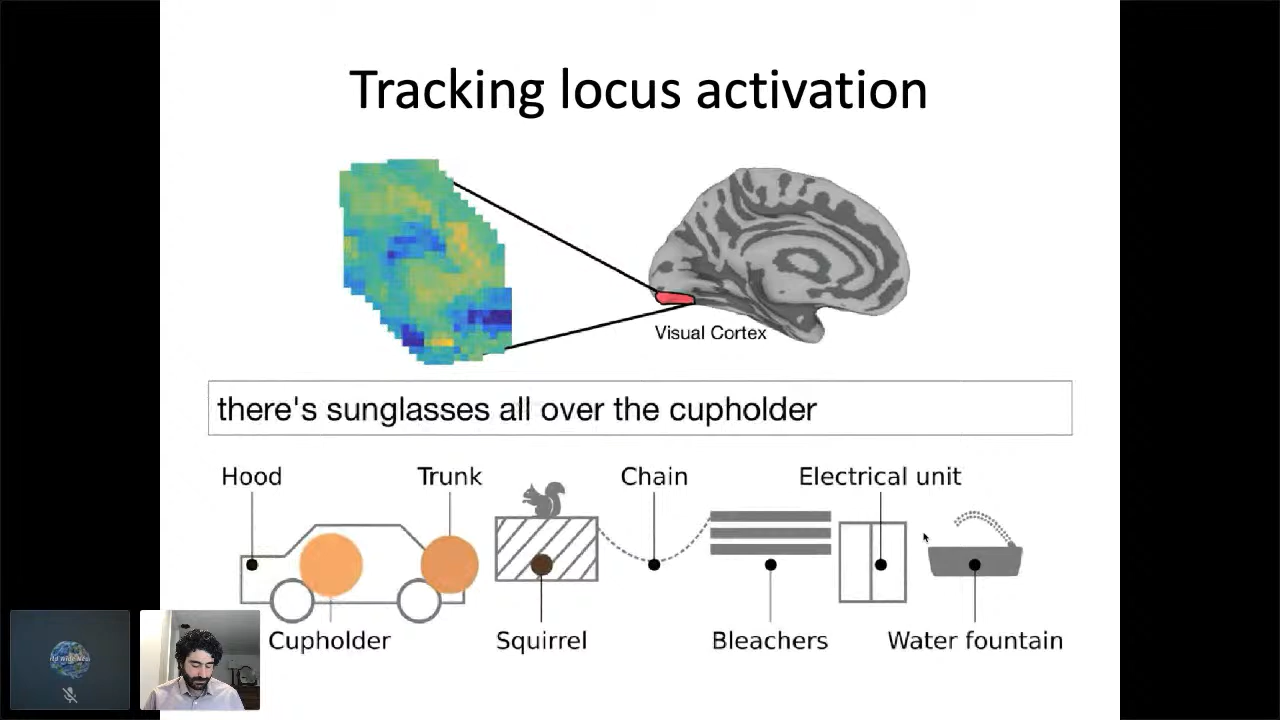 Tracking locus activation
Visual Cortex
there's sunglasses all over the cupholder
Hood
Trunk
Chain
Electrical unit
Cupholder
Squirrel
Bleachers
Water fountain